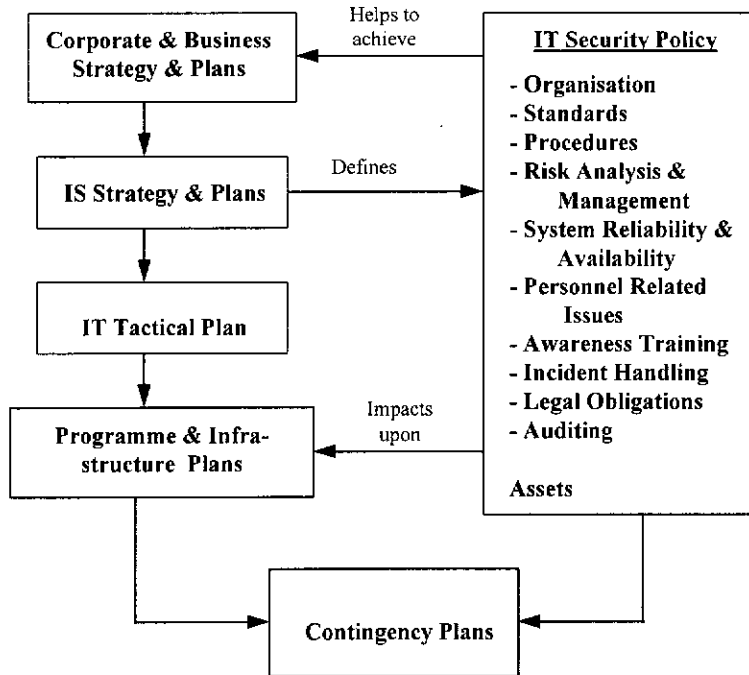 Corporate & Business
Strategy & Plans
Helps to
achieve
IS Strategy & Plans
Defines
IT Tactical Plan
Programme & Infra-
structure Plans
Impacts
upon
IT Security Policy
- Organisation
- Standards
- Procedures
- Risk Analysis &
Management
- System Reliability &
Availability
- Personnel Related
Issues
- Awareness Training
- Incident Handling
- Legal Obligations
- Auditing
Assets
Contingency Plans